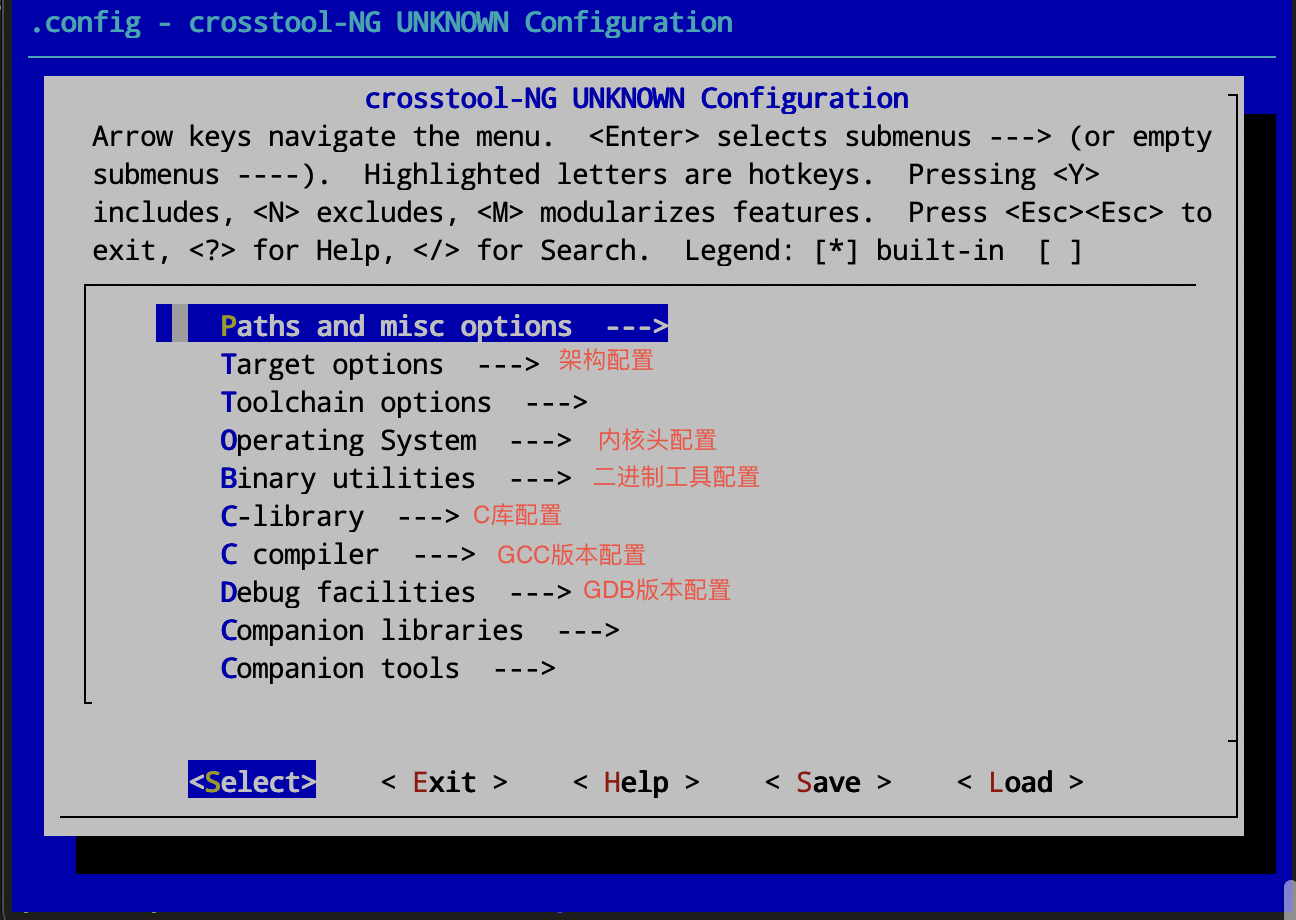 .config - crosstool-NG UNKNOWN Configuration
crosstool-NG UNKNOWN Configuration
Arrow keys navigate the menu.  <Enter> selects submenus ---> (or empty
submenus ----).  Highlighted letters are hotkeys.  Pressing <Y>
includes, <N> excludes, <M> modularizes features.  Press <Esc><Esc> to
exit, <?> for Help, </> for Search.  Legend: [*] built-in  [ ]
Paths and misc options  --->
Target options  ---> 架构配置
Toolchain options  --->
Operating System  ---> 内核头配置
Binary utilities  ---> 二进制工具配置
C-library  ---> C库配置
C compiler  ---> GCC版本配置
Debug facilities  ---> GDB版本配置
Companion libraries  --->
Companion tools  --->
<Select>    < Exit >    < Help >    < Save >    < Load >